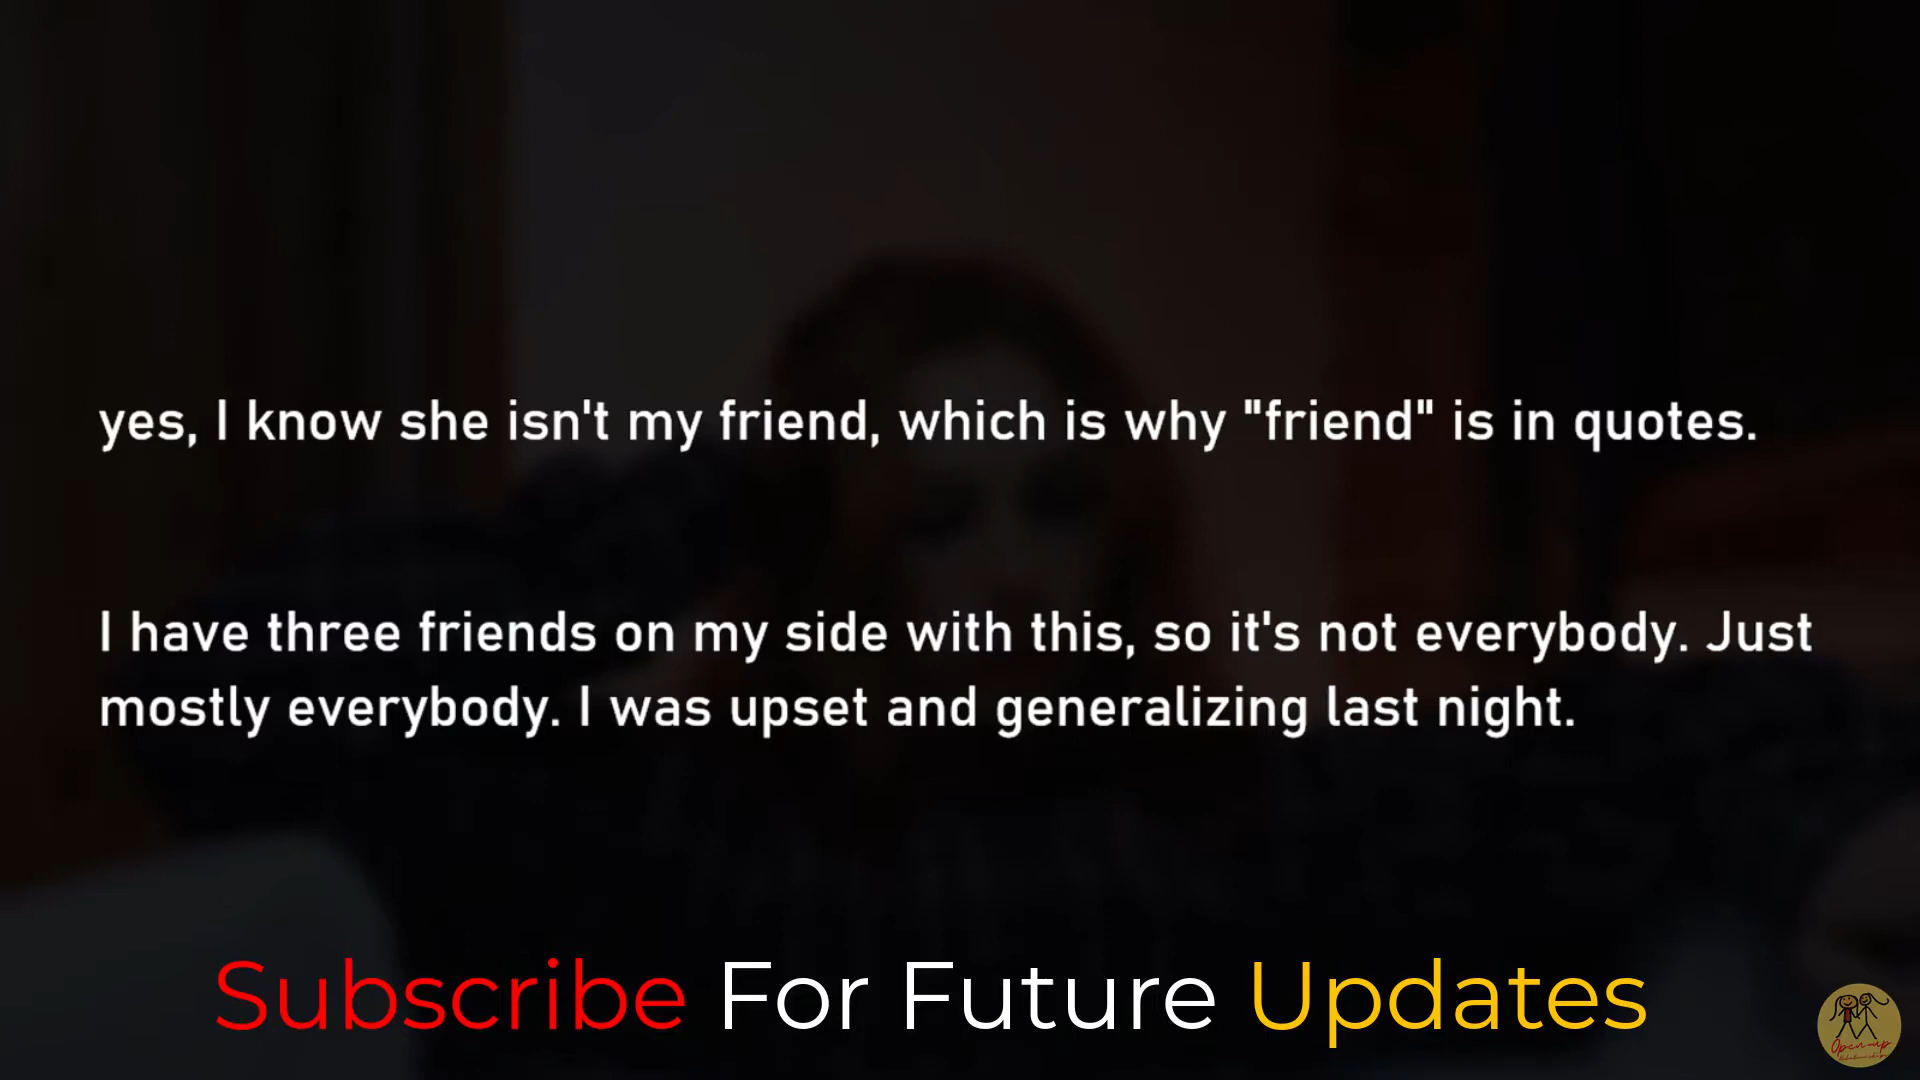 yes, I know she isn't my friend, which is why "friend" is in quotes.
I have three friends on my side with this, so it's not everybody. Just
mostly everybody. I was upset and generalizing last night.
Subscribe For Future Updates
Open-up